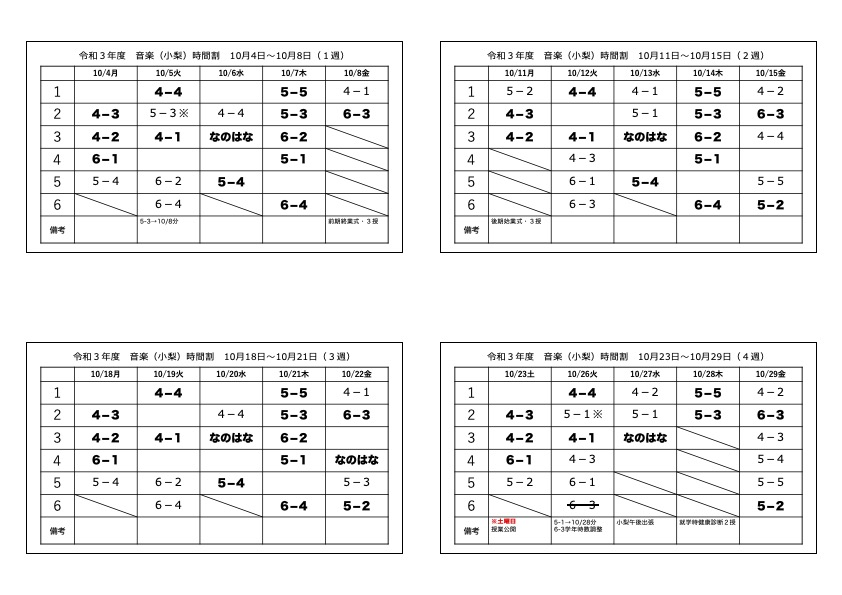 令和３年度　音楽（小梨）時間割　10月4日～10月8日（１週）
10/4月 10/5火 10/6水 10/7木 10/8金
1 4−4 5−5 4−1
2 4−3 5−3※ 4−4 5−3 6−3
3 4−2 4−1 なのはな 6−2
4 6−1 5−1
5 5−4 6−2 5−4
6 6−4 6−4
備考 5-3→10/8分 前期終業式・３授
令和３年度　音楽（小梨）時間割　10月11日～10月15日（２週）
10/11月 10/12火 10/13水 10/14木 10/15金
1 5−2 4−4 4−1 5−5 4−2
2 4−3 5−1 5−3 6−3
3 4−2 4−1 なのはな 6−2 4−4
4 4−3 5−1
5 6−1 5−4 5−5
6 6−3 6−4 5−2
備考 後期始業式・３授
令和３年度　音楽（小梨）時間割　10月18日～10月21日（３週）
10/18月 10/19火 10/20水 10/21木 10/22金
1 4−4 5−5 4−1
2 4−3 4−4 5−3 6−3
3 4−2 4−1 なのはな 6−2
4 6−1 5−1 なのはな
5 5−4 6−2 5−4 5−3
6 6−4 6−4 5−2
備考
令和３年度　音楽（小梨）時間割　10月23日～10月29日（４週）
10/23土 10/26火 10/27水 10/28木 10/29金
1 4−4 4−2 5−5 4−2
2 4−3 5−1※ 5−1 5−3 6−3
3 4−2 4−1 なのはな 4−3
4 6−1 4−3 5−4
5 5−2 6−1 5−5
6 6−3 5−2
備考 ※土曜日 5-1→10/28分 小梨午後出張 就学時健康診断２授
授業公開 6-3学年時数調整